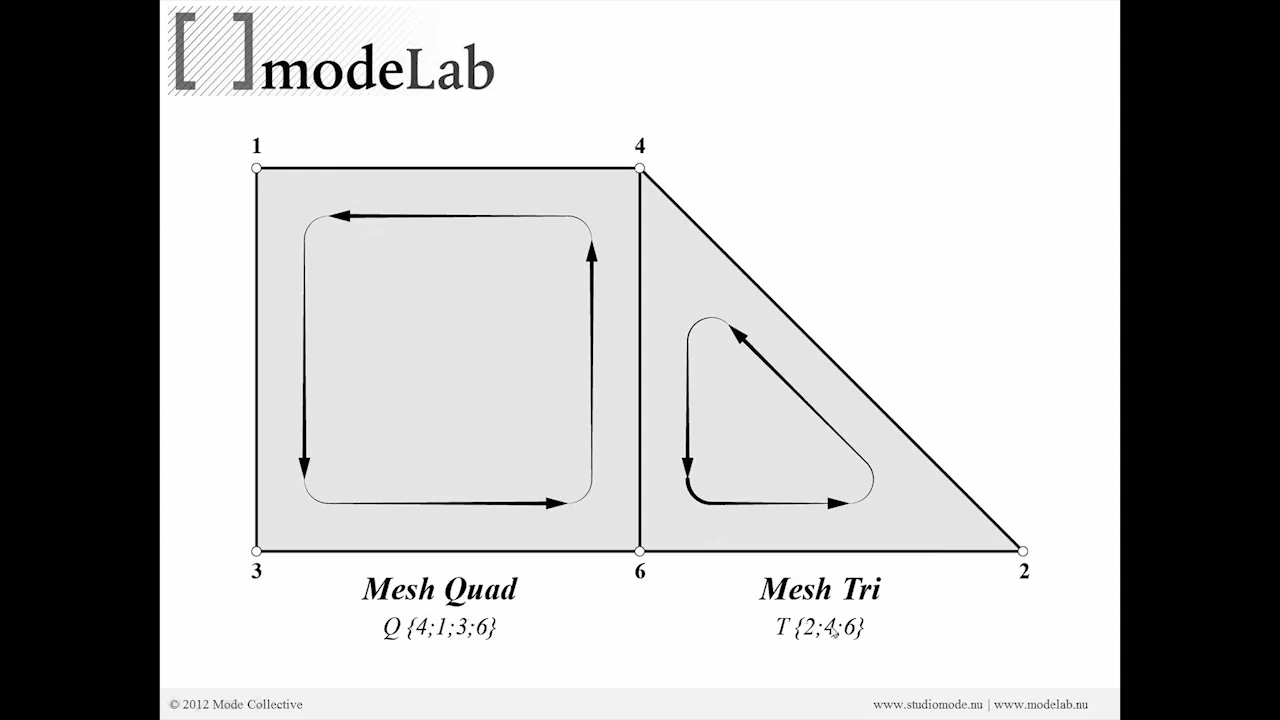 [ ]modeLab
1
4
3
6
2
Mesh Quad
Mesh Tri
Q {4;1;3;6}
T {2;4;6}
© 2012 Mode Collective
www.studiomode.nu | www.modelab.nu